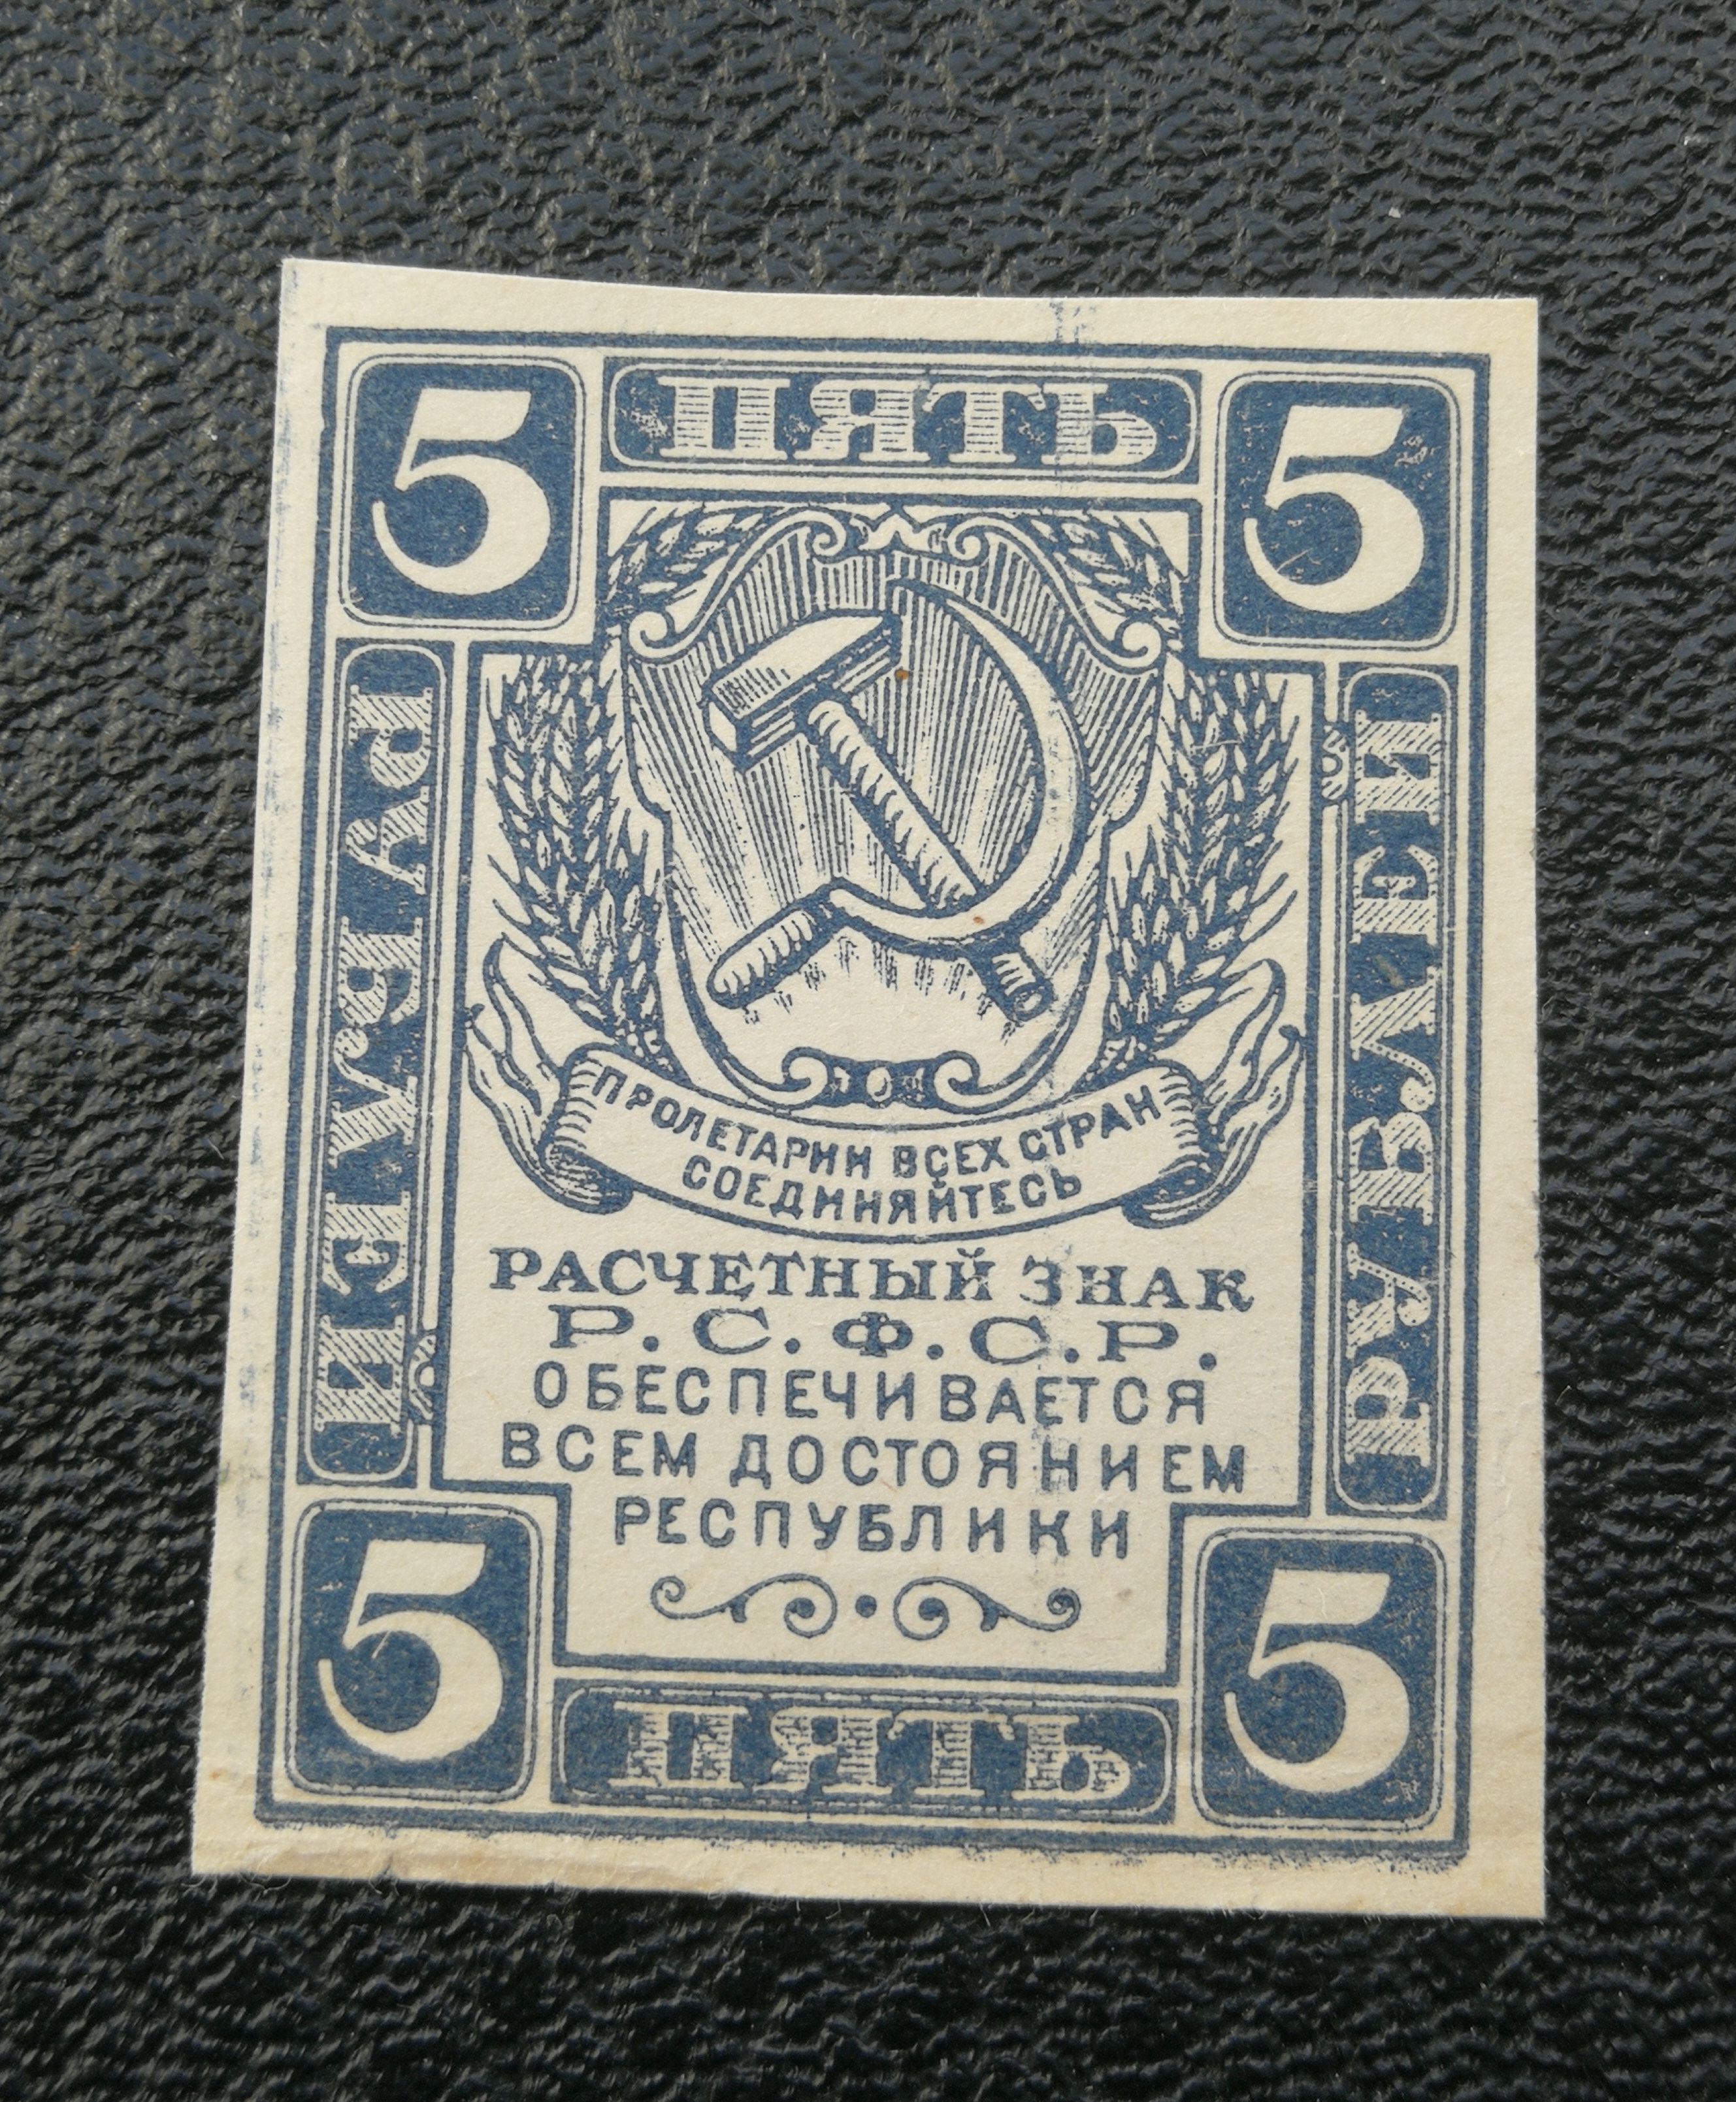 5 ПЯТЬ 5
РУБЛЕЙ
РУБЛЕЙ
ПРОЛЕТАРИИ ВСЕХ СТРАН
СОЕДИНЯЙТЕСЬ
РАСЧЕТНЫЙ ЗНАК
Р.С.Ф.С.Р.
ОБЕСПЕЧИВАЕТСЯ
ВСЕМ ДОСТОЯНИЕМ
РЕСПУБЛИКИ
5 ПЯТЬ 5